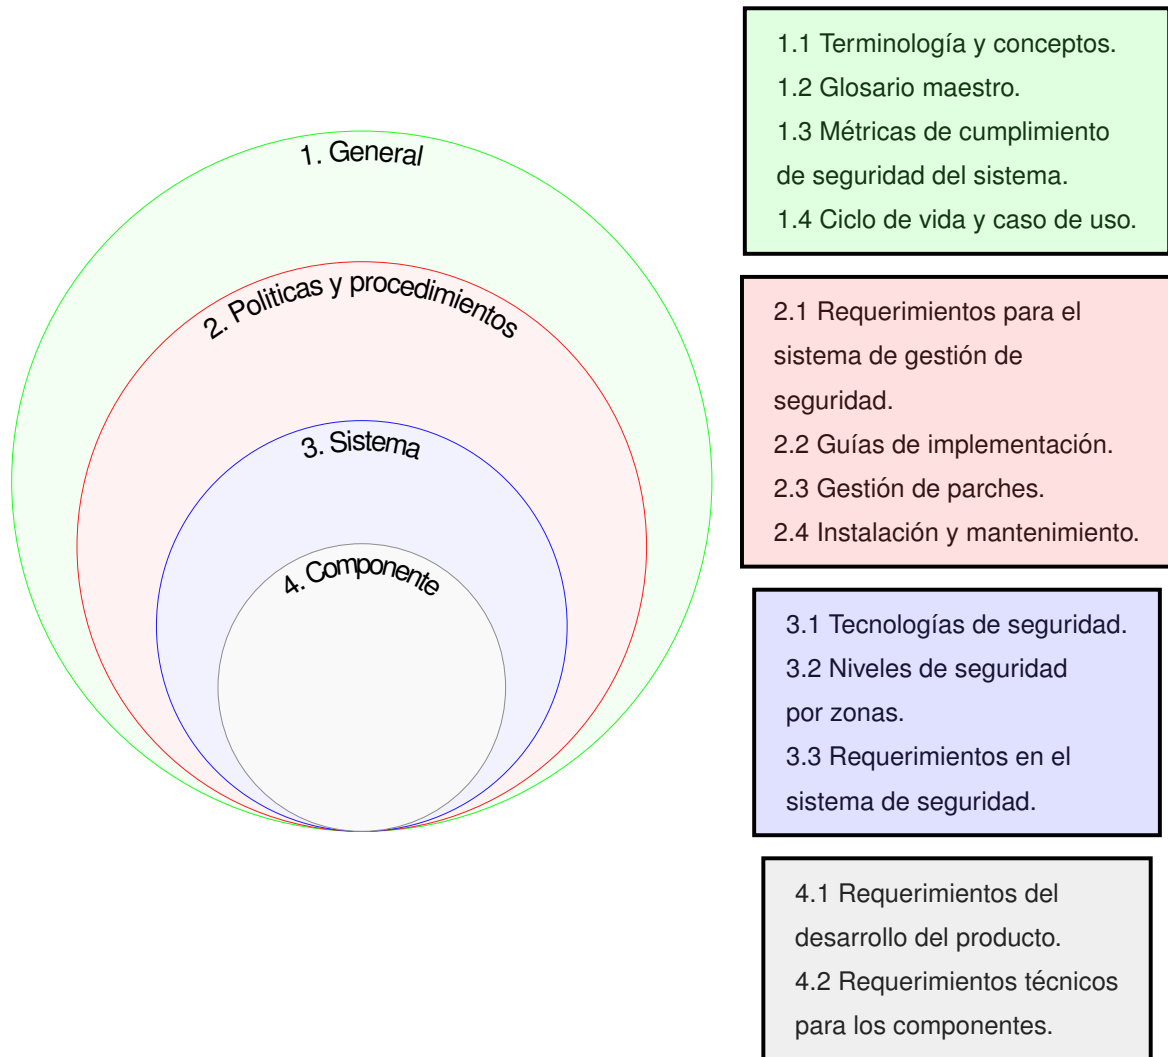 1. General
2. Politicas y procedimientos
3. Sistema
4. Componente
1.1 Terminología y conceptos.
1.2 Glosario maestro.
1.3 Métricas de cumplimiento
de seguridad del sistema.
1.4 Ciclo de vida y caso de uso.
2.1 Requerimientos para el
sistema de gestión de
seguridad.
2.2 Guías de implementación.
2.3 Gestión de parches.
2.4 Instalación y mantenimiento.
3.1 Tecnologías de seguridad.
3.2 Niveles de seguridad
por zonas.
3.3 Requerimientos en el
sistema de seguridad.
4.1 Requerimientos del
desarrollo del producto.
4.2 Requerimientos técnicos
para los componentes.